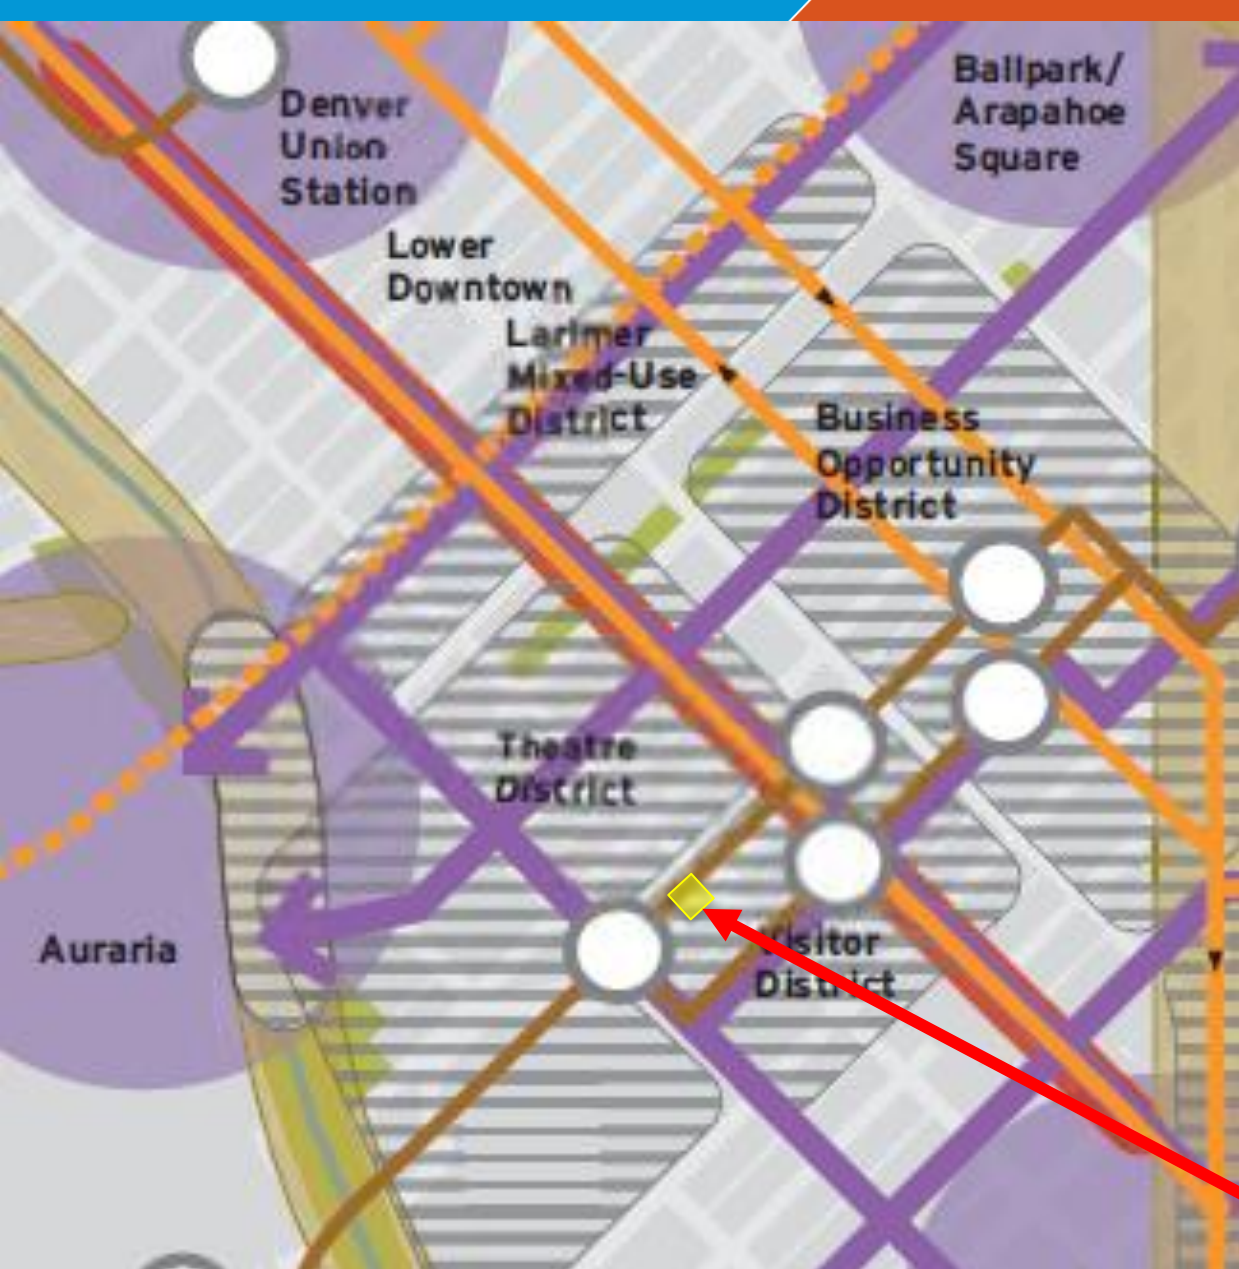 Denver
Union
Station
Ballpark/
Arapahoe
Square
Lower
Downtown
Larimer
Mixed-Use
District
Business
Opportunity
District
Theatre
District
Auraria
Visitor
District